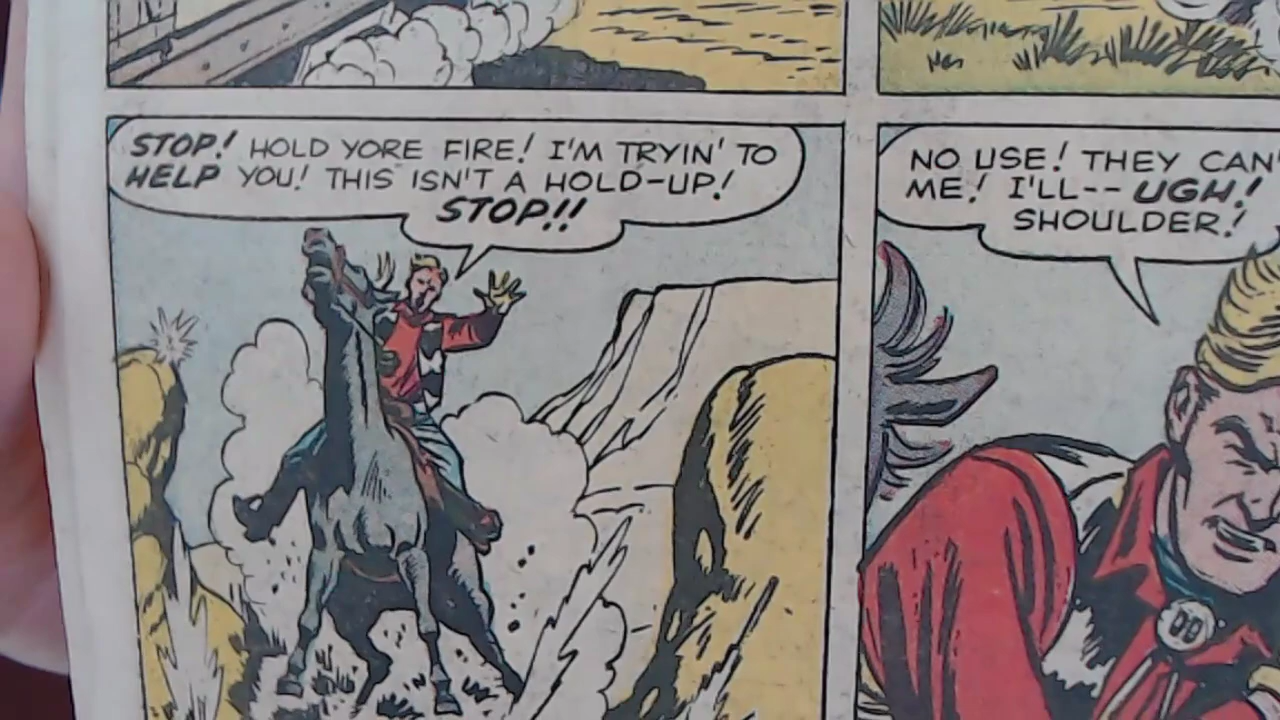 STOP! HOLD YORE FIRE! I'M TRYIN' TO
HELP YOU! THIS ISN'T A HOLD-UP!
STOP!!
NO USE! THEY CAN'
ME! I'LL-- UGH!
SHOULDER!